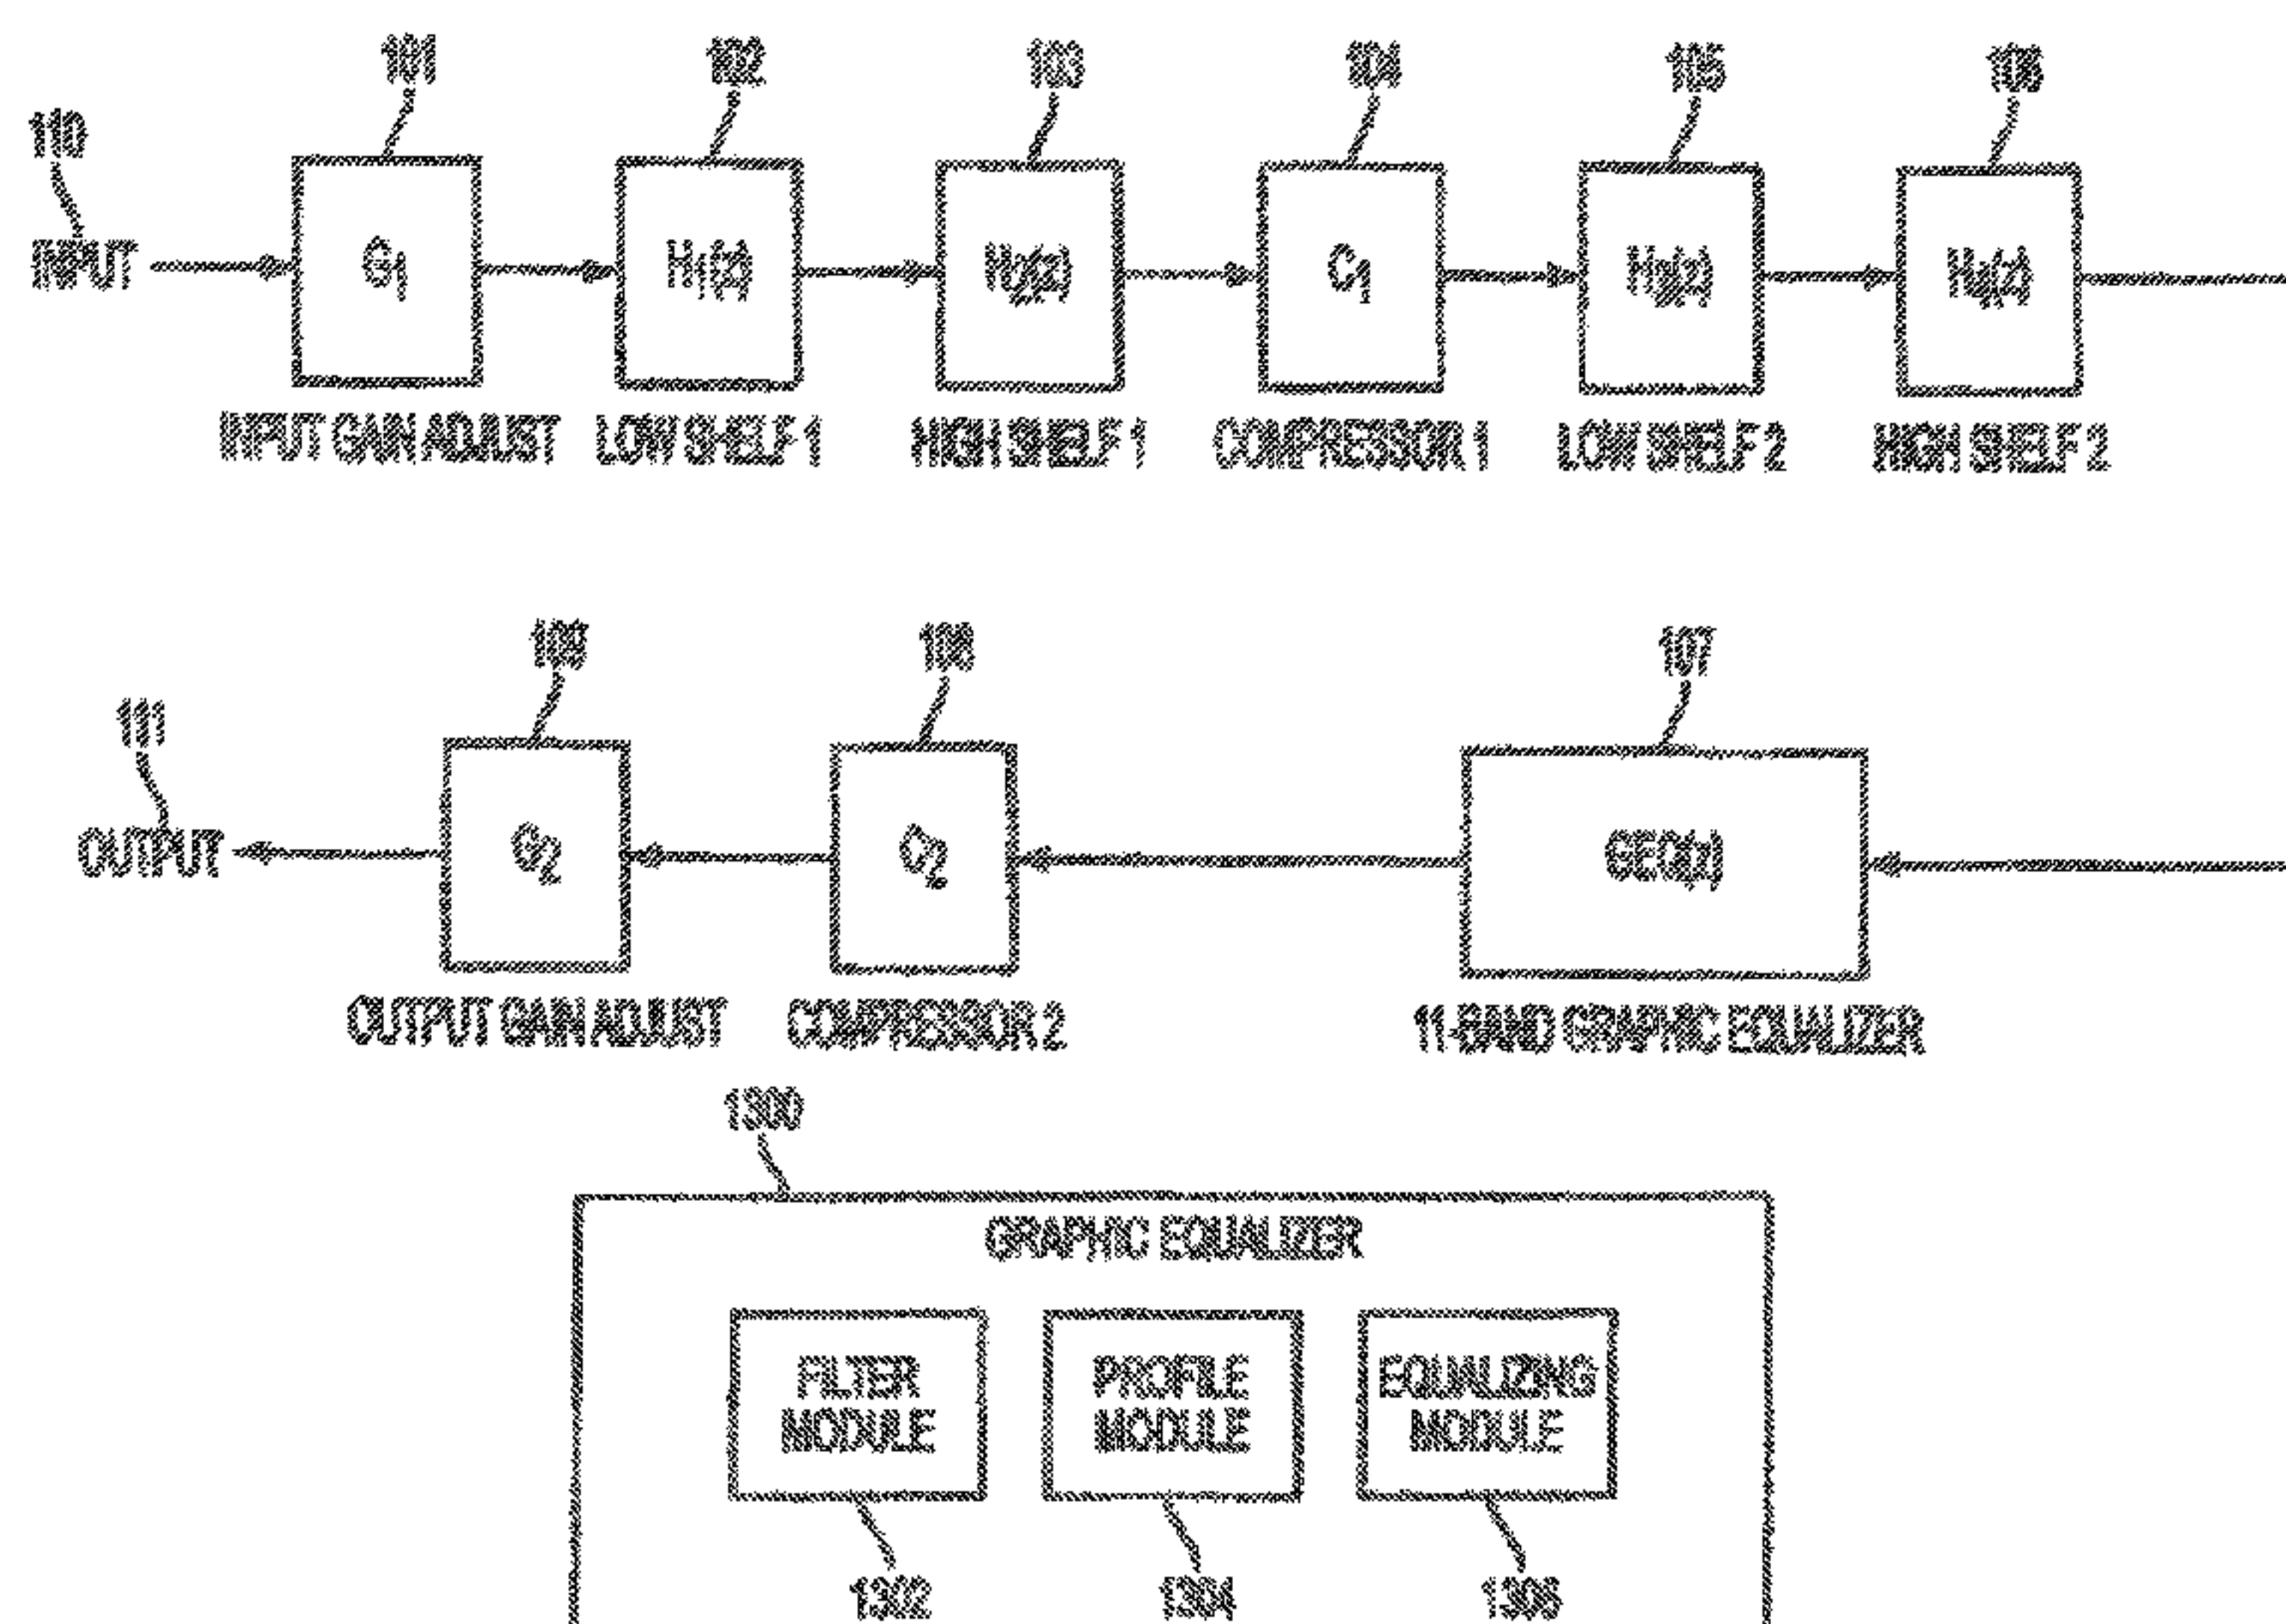 101 102 103 104 105 106
110
INPUT G1 H1(z) H2(z) C1 H3(z) H4(z)
INPUT GAIN ADJUST LOW SHELF 1 HIGH SHELF 1 COMPRESSOR 1 LOW SHELF 2 HIGH SHELF 2
109 108 107
111
OUTPUT G2 C2 GEQ(z)
OUTPUT GAIN ADJUST COMPRESSOR 2 11-BAND GRAPHIC EQUALIZER
1300
GRAPHIC EQUALIZER
FILTER PROFILE EQUALIZING
MODULE MODULE MODULE
1302 1304 1306